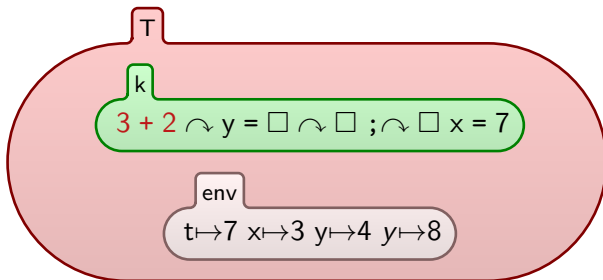 T
k
3 + 2 ↷ y = □ ↷ □ ; ↷ □ x = 7
env
t↦7 x↦3 y↦4 y↦8